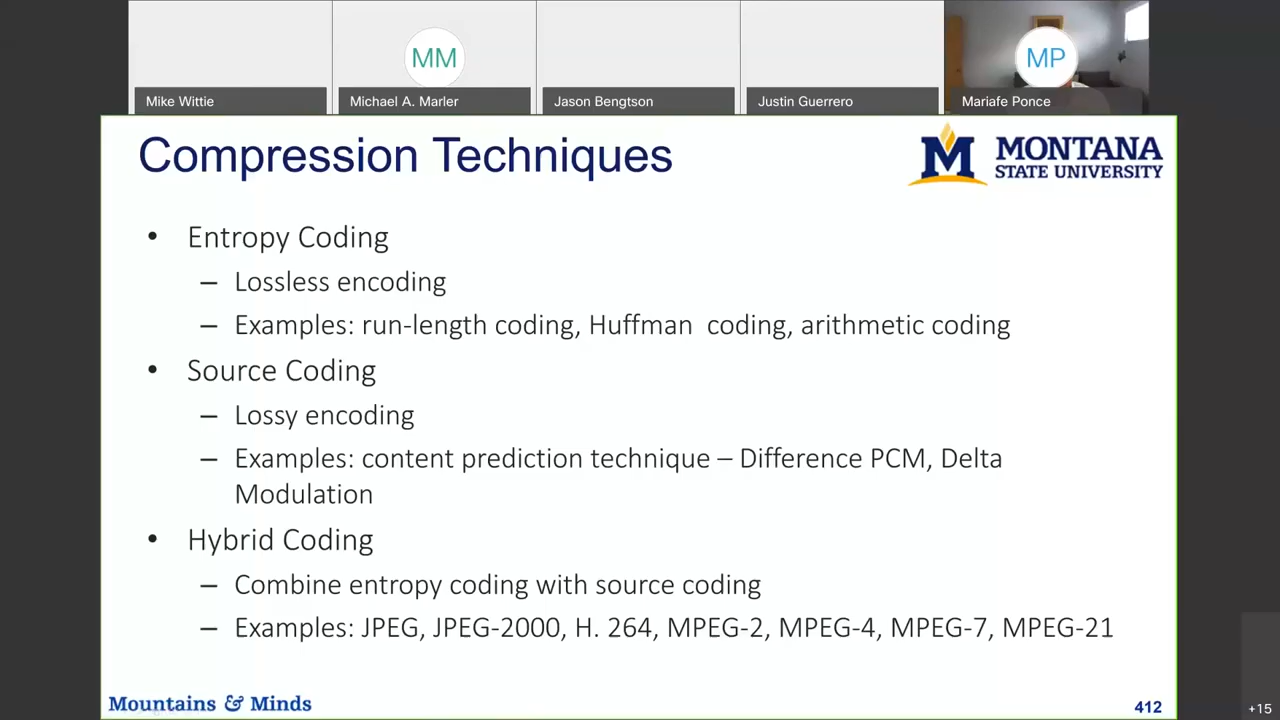 MM
MP
Mike Wittie
Michael A. Marler
Jason Bengtson
Justin Guerrero
Mariafe Ponce
Compression Techniques
M MONTANA
STATE UNIVERSITY
• Entropy Coding
– Lossless encoding
– Examples: run-length coding, Huffman  coding, arithmetic coding
• Source Coding
– Lossy encoding
– Examples: content prediction technique – Difference PCM, Delta
Modulation
• Hybrid Coding
– Combine entropy coding with source coding
– Examples: JPEG, JPEG-2000, H. 264, MPEG-2, MPEG-4, MPEG-7, MPEG-21
Mountains & Minds
412
+15